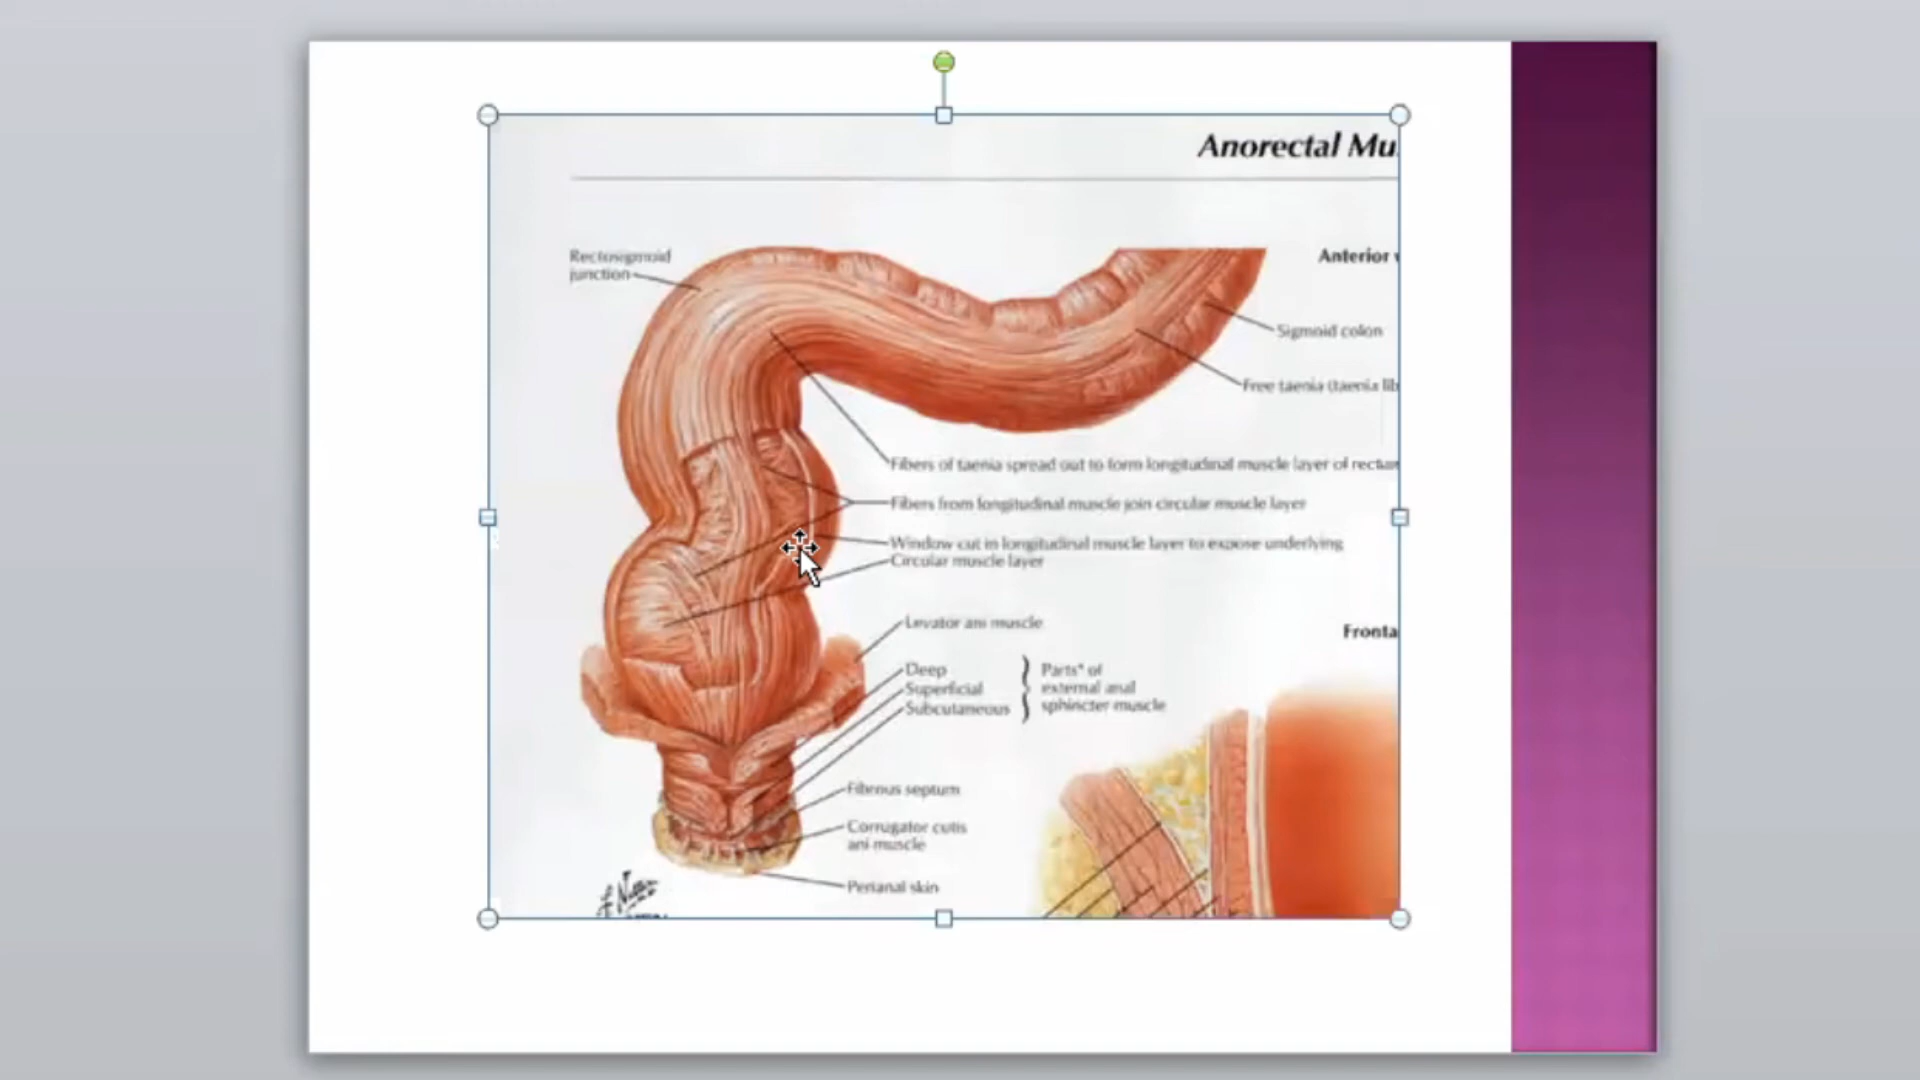 Anorectal Mu
Rectosigmoid
junction
Anterior
Sigmoid colon
Free taenia (taenia lib
Fibers of taenia spread out to form longitudinal muscle layer of rectum
Fibers from longitudinal muscle join circular muscle layer
Window cut in longitudinal muscle layer to expose underlying
Circular muscle layer
Levator ani muscle
Fronta
Deep
Superficial
Subcutaneous
Parts* of
external anal
sphincter muscle
Fibrous septum
Corrugator cutis
ani muscle
Perianal skin